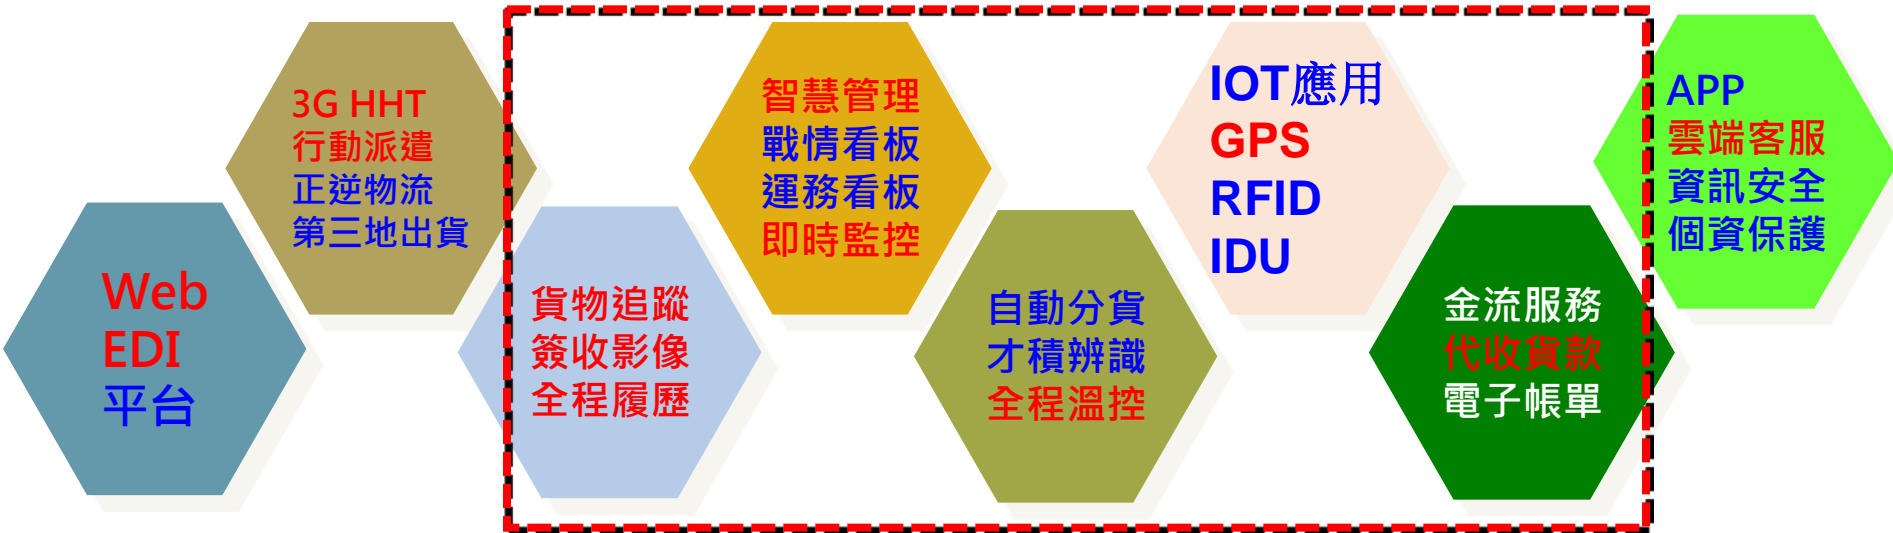 Web
EDI
平台
3G HHT
行動派遣
正逆物流
第三地出貨
貨物追蹤
簽收影像
全程履歷
智慧管理
戰情看板
運務看板
即時監控
自動分貨
才積辨識
全程溫控
IOT應用
GPS
RFID
IDU
金流服務
代收貨款
電子帳單
APP
雲端客服
資訊安全
個資保護